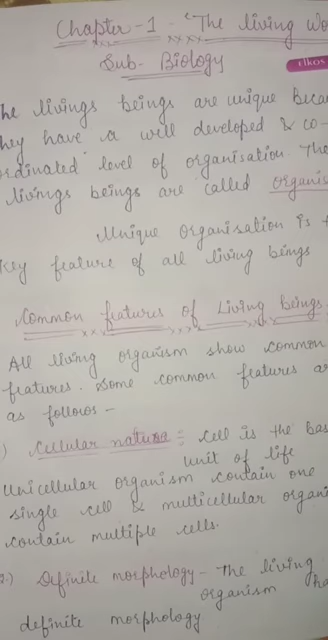 Chapter-1 - "The living Wo
Sub- Biology
elkos
he livings beings are unique Becau
hey have a well developed & co-
ordinated level of organisation. The
livings beings are called organis
Unique organisation is t
Key feature of all living beings
Common features of Living beings
All living organism show common
features. Some common features ar
as follows -
) Cellular nature :- Cell is the bas
unit of life
Unicellular organism contain one
single cell & multicellular organi
contain multiple cells.
2.) Definite morphology - The living
organism ha
definite morphology